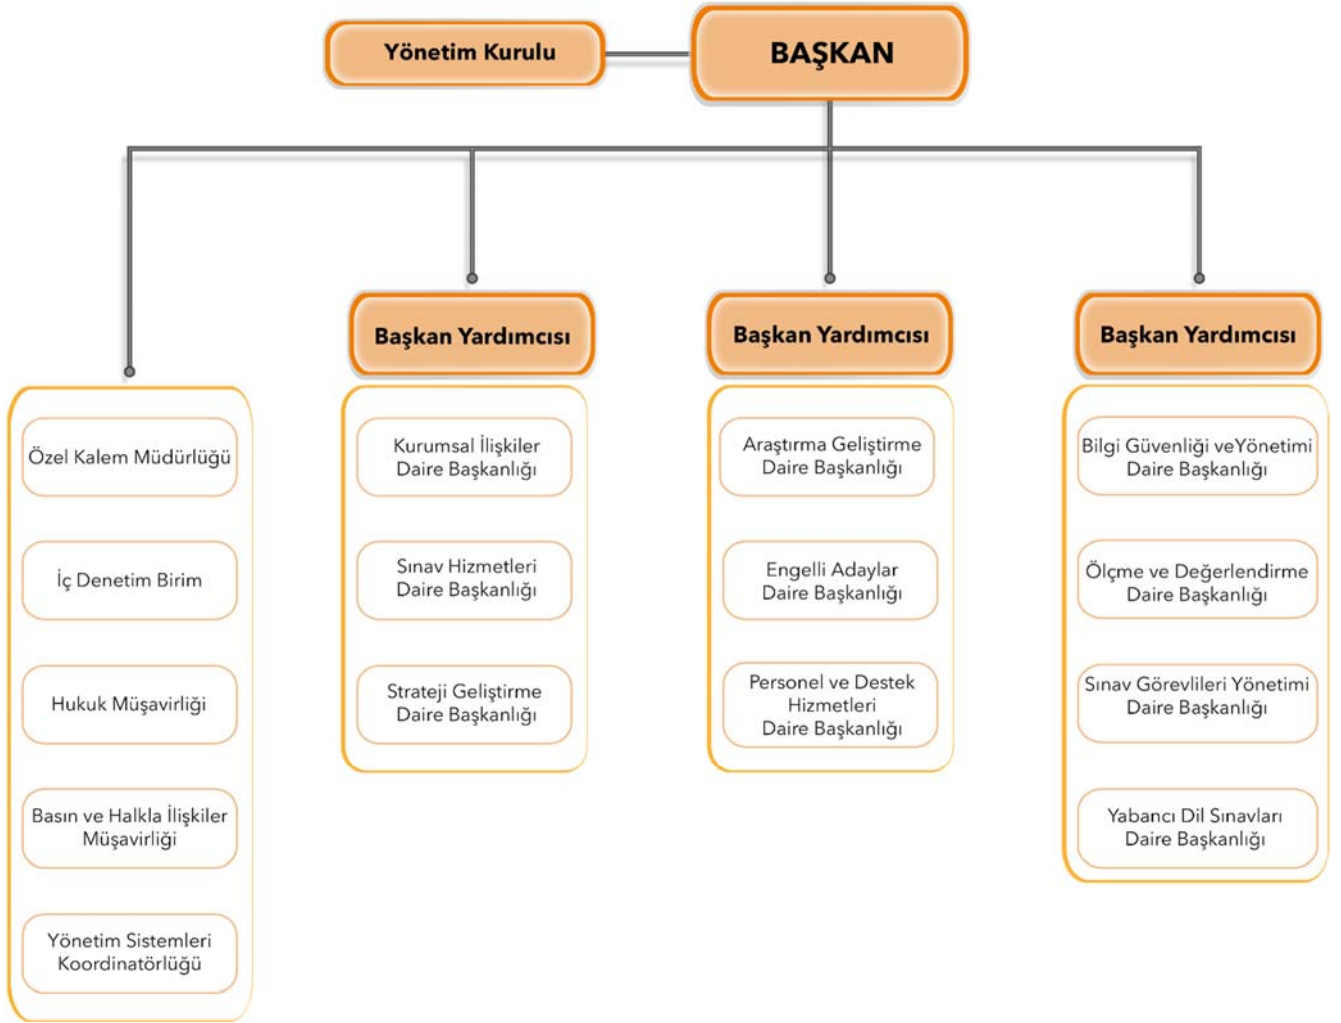 Yönetim Kurulu
BAŞKAN
Özel Kalem Müdürlüğü
İç Denetim Birim
Hukuk Müşavirliği
Basın ve Halkla İlişkiler
Müşavirliği
Yönetim Sistemleri
Koordinatörlüğü
Başkan Yardımcısı
Kurumsal İlişkiler
Daire Başkanlığı
Sınav Hizmetleri
Daire Başkanlığı
Strateji Geliştirme
Daire Başkanlığı
Başkan Yardımcısı
Araştırma Geliştirme
Daire Başkanlığı
Engelli Adaylar
Daire Başkanlığı
Personel ve Destek
Hizmetleri
Daire Başkanlığı
Başkan Yardımcısı
Bilgi Güvenliği veYönetimi
Daire Başkanlığı
Ölçme ve Değerlendirme
Daire Başkanlığı
Sınav Görevlileri Yönetimi
Daire Başkanlığı
Yabancı Dil Sınavları
Daire Başkanlığı